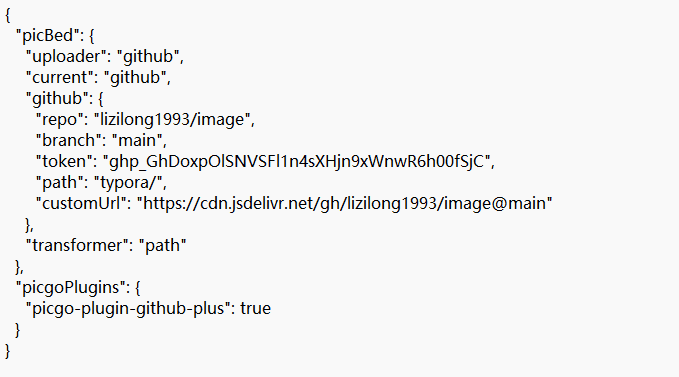 {
"picBed": {
"uploader": "github",
"current": "github",
"github": {
"repo": "lizilong1993/image",
"branch": "main",
"token":
"path": "typora/",
"customUrl": "https://cdn.jsdelivr.net/gh/lizilong1993/image@main"
},
"transformer": "path"
},
"picgoPlugins": {
"picgo-plugin-github-plus": true
}
}